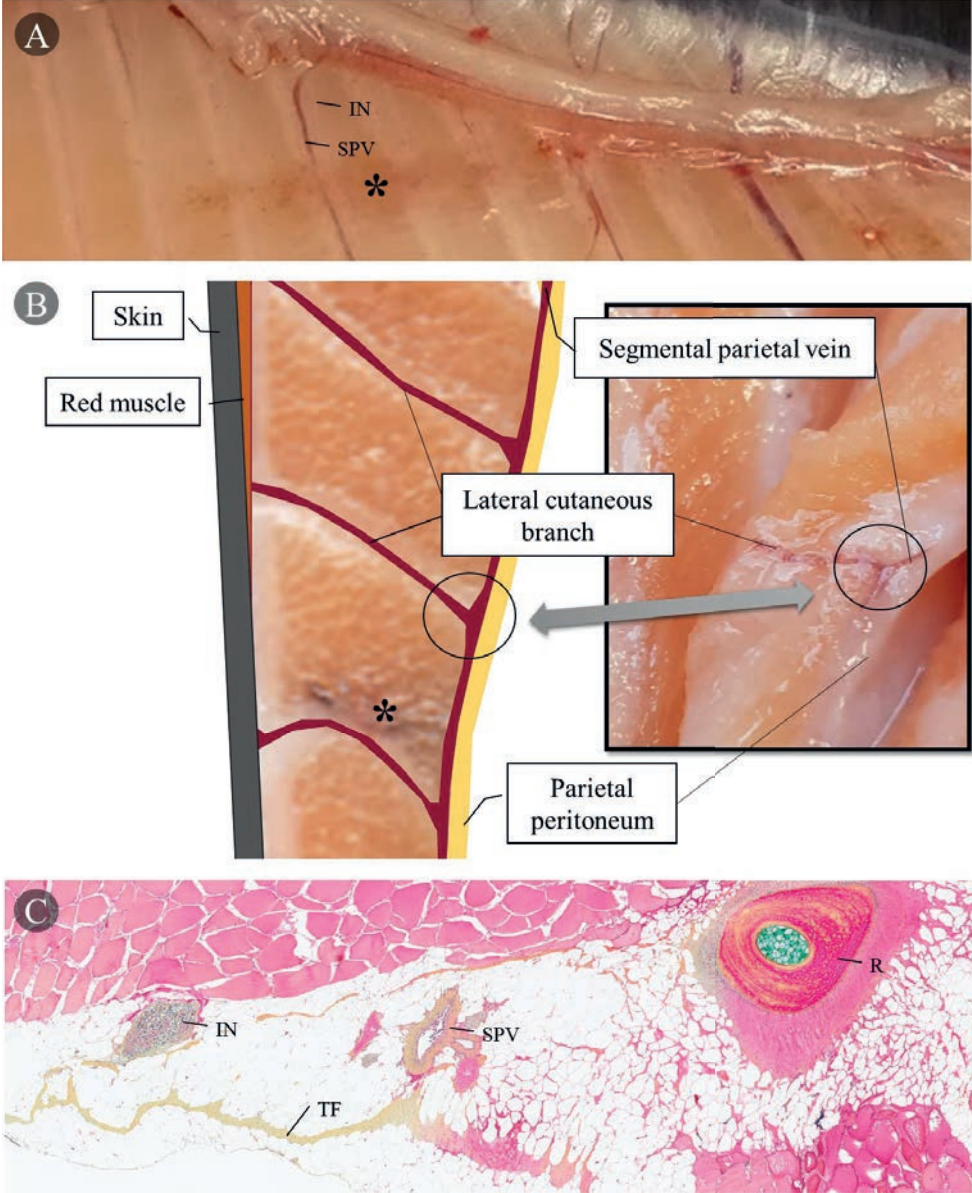 A
IN
SPV
*
B
Skin
Red muscle
Segmental parietal vein
Lateral cutaneous
branch
*
Parietal
peritoneum
C
R
IN
SPV
TF